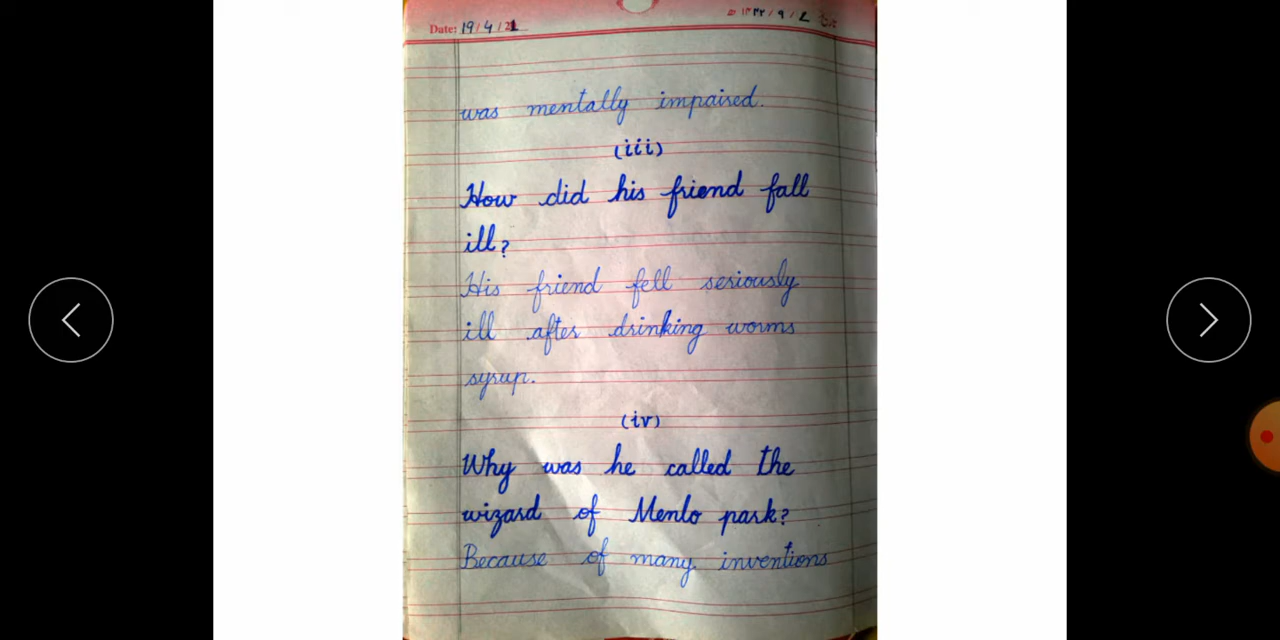 Date: 19/4/21
was mentally impaired.
(iii)
How did his friend fall
ill?
His friend fell seriously
ill after drinking worms
syrup.
(iv)
Why was he called the
wizard of Menlo park?
Because of many inventions